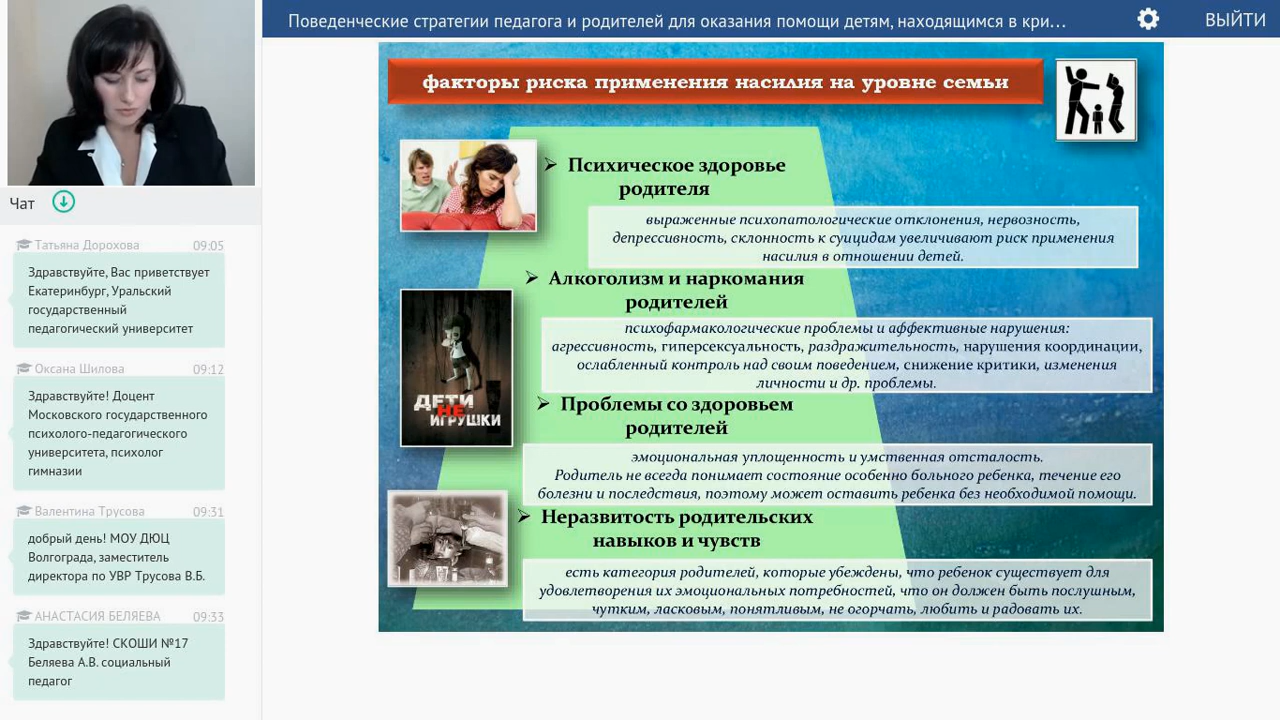 Поведенческие стратегии педагога и родителей для оказания помощи детям, находящимся в кри...
ВЫЙТИ
Чат
Татьяна Дорохова 09:05
Здравствуйте, Вас приветствует
Екатеринбург, Уральский
государственный
педагогический университет
Оксана Шилова 09:12
Здравствуйте! Доцент
Московского государственного
психолого-педагогического
университета, психолог
гимназии
Валентина Трусова 09:31
добрый день! МОУ ДЮЦ
Волгограда, заместитель
директора по УВР Трусова В.Б.
АНАСТАСИЯ БЕЛЯЕВА 09:33
Здравствуйте! СКОШИ №17
Беляева А.В. социальный
педагог
факторы риска применения насилия на уровне семьи
Психическое здоровье
родителя
выраженные психопатологические отклонения, нервозность,
депрессивность, склонность к суицидам увеличивают риск применения
насилия в отношении детей.
Алкоголизм и наркомания
родителей
психофармакологические проблемы и аффективные нарушения:
агрессивность, гиперсексуальность, раздражительность, нарушения координации,
ослабленный контроль над своим поведением, снижение критики, изменения
личности и др. проблемы.
ДЕТИ
НЕ
ИГРУШКИ
Проблемы со здоровьем
родителей
эмоциональная уплощенность и умственная отсталость.
Родитель не всегда понимает состояние особенно больного ребенка, течение его
болезни и последствия, поэтому может оставить ребенка без необходимой помощи.
Неразвитость родительских
навыков и чувств
есть категория родителей, которые убеждены, что ребенок существует для
удовлетворения их эмоциональных потребностей, что он должен быть послушным,
чутким, ласковым, понятливым, не огорчать, любить и радовать их.